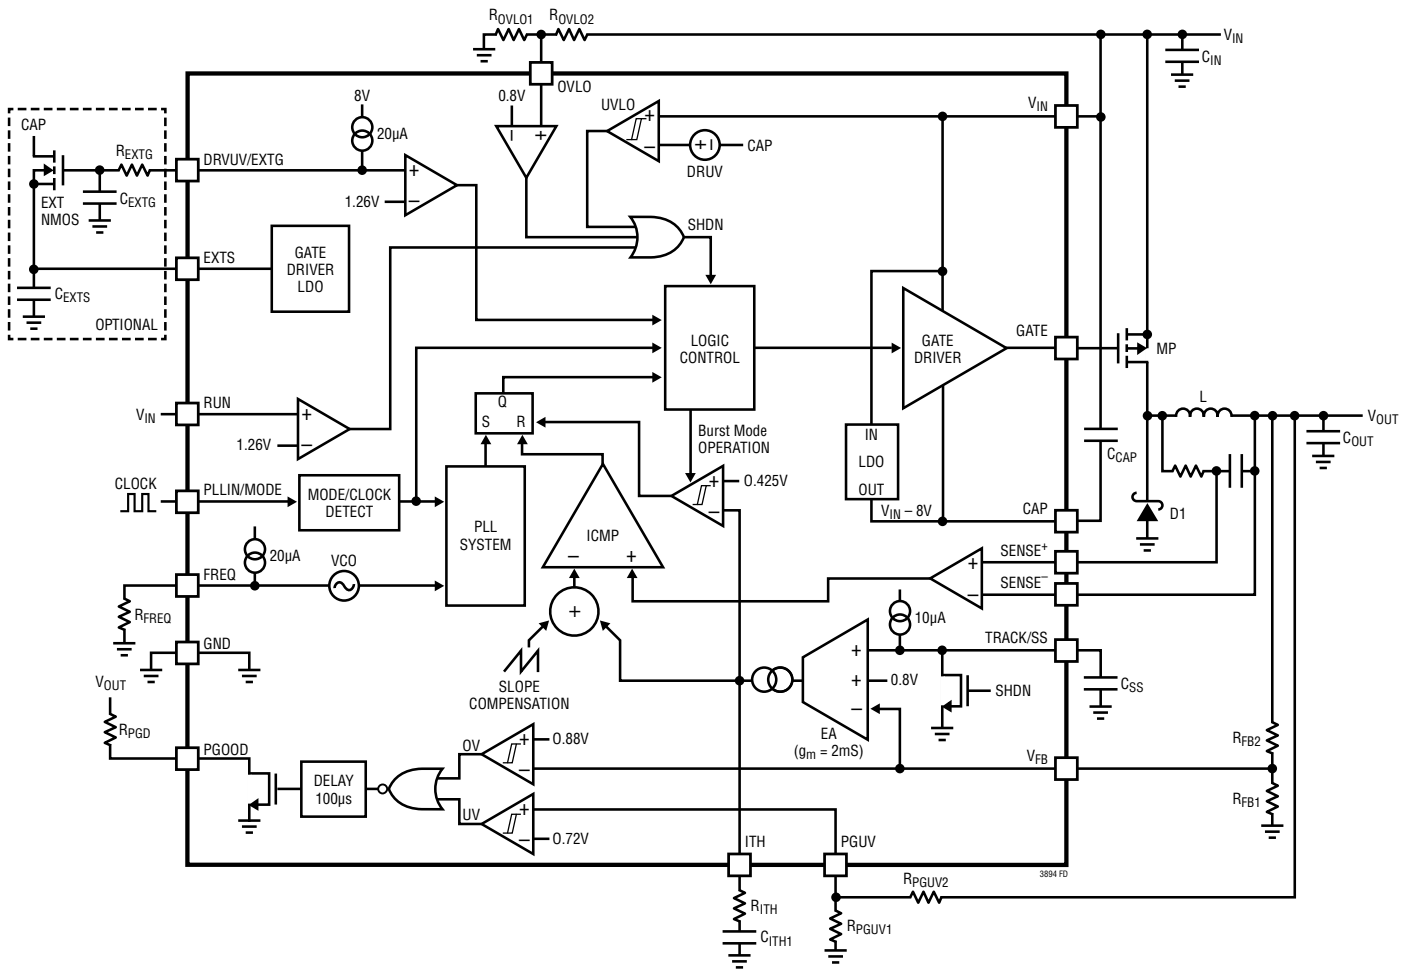 ROVLO1
ROVLO2
VIN
CIN
OVLO
8V
20µA
0.8V
UVLO
+
−
VIN
CAP
REXTG
DRVUV/EXTG
CEXTG
EXT
NMOS
+
−
1.26V
− +
+ −
+ I
CAP
DRUV
SHDN
EXTS
GATE
DRIVER
LDO
CEXTS
OPTIONAL
LOGIC
CONTROL
GATE
DRIVER
GATE
MP
VIN
RUN
1.26V
+
−
Q
S R
Burst Mode
OPERATION
IN
LDO
OUT
CCAP
L
VOUT
COUT
CLOCK
PLLIN/MODE
MODE/CLOCK
DETECT
0.425V
+
−
VIN – 8V
CAP
D1
20µA
VCO
PLL
SYSTEM
ICMP
− +
SENSE+
SENSE–
+
−
FREQ
RFREQ
+
10µA
TRACK/SS
GND
SLOPE
COMPENSATION
+
+
−
0.8V
SHDN
CSS
EA
(gm = 2mS)
VOUT
RPGD
PGOOD
DELAY
100µs
OV
+
−
0.88V
VFB
RFB2
RFB1
UV
+
−
0.72V
ITH
PGUV
3894 FD
RITH
CITH1
RPGUV2
RPGUV1